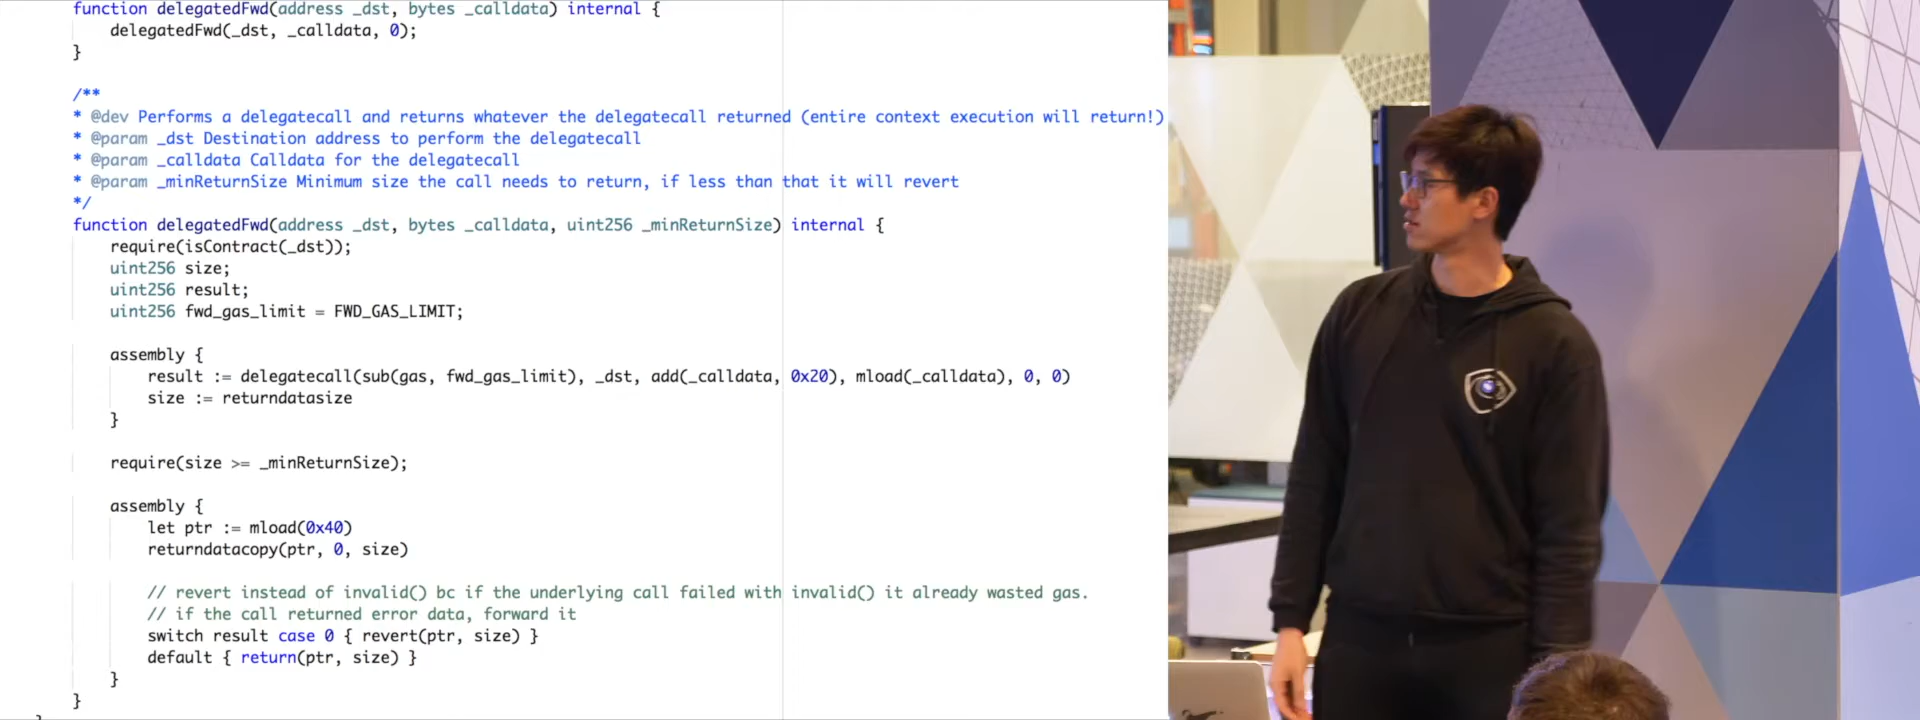 function delegatedFwd(address _dst, bytes _calldata) internal {
delegatedFwd(_dst, _calldata, 0);
}
/**
* @dev Performs a delegatecall and returns whatever the delegatecall returned (entire context execution will return!)
* @param _dst Destination address to perform the delegatecall
* @param _calldata Calldata for the delegatecall
* @param _minReturnSize Minimum size the call needs to return, if less than that it will revert
*/
function delegatedFwd(address _dst, bytes _calldata, uint256 _minReturnSize) internal {
require(isContract(_dst));
uint256 size;
uint256 result;
uint256 fwd_gas_limit = FWD_GAS_LIMIT;
assembly {
result := delegatecall(sub(gas, fwd_gas_limit), _dst, add(_calldata, 0x20), mload(_calldata), 0, 0)
size := returndatasize
}
require(size >= _minReturnSize);
assembly {
let ptr := mload(0x40)
returndatacopy(ptr, 0, size)
// revert instead of invalid() bc if the underlying call failed with invalid() it already wasted gas.
// if the call returned error data, forward it
switch result case 0 { revert(ptr, size) }
default { return(ptr, size) }
}
}